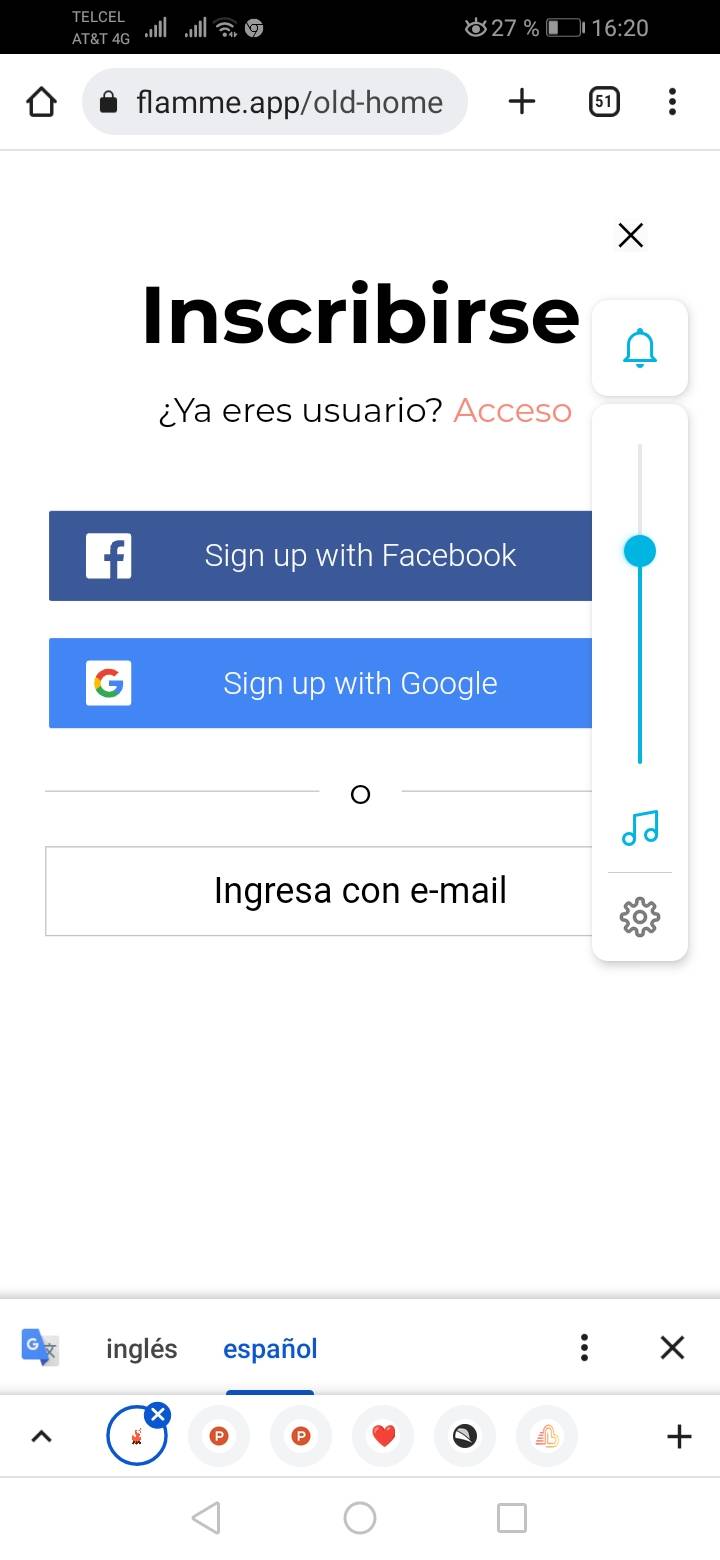 TELCEL
AT&T 4G
27 %
16:20
flamme.app/old-home
51
Inscribirse
¿Ya eres usuario? Acceso
Sign up with Facebook
Sign up with Google
O
Ingresa con e-mail
G 文
inglés
español
P
P